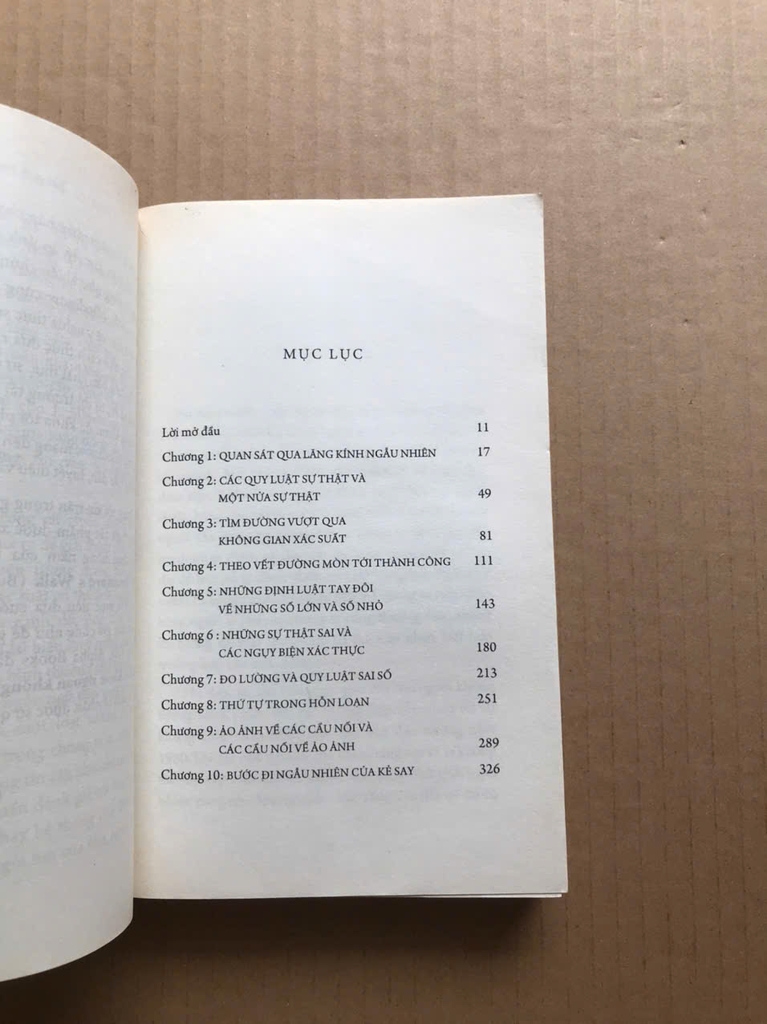 MỤC LỤC
Lời mở đầu 11
Chương 1: QUAN SÁT QUA LĂNG KÍNH NGẪU NHIÊN 17
Chương 2: CÁC QUY LUẬT SỰ THẬT VÀ
MỘT NỬA SỰ THẬT 49
Chương 3: TÌM ĐƯỜNG VƯỢT QUA
KHÔNG GIAN XÁC SUẤT 81
Chương 4: THEO VẾT ĐƯỜNG MÒN TỚI THÀNH CÔNG 111
Chương 5: NHỮNG ĐỊNH LUẬT TAY ĐÔI
VỀ NHỮNG SỐ LỚN VÀ SỐ NHỎ 143
Chương 6 : NHỮNG SỰ THẬT SAI VÀ
CÁC NGỤY BIỆN XÁC THỰC 180
Chương 7: ĐO LƯỜNG VÀ QUY LUẬT SAI SỐ 213
Chương 8: THỨ TỰ TRONG HỖN LOẠN 251
Chương 9: ẢO ẢNH VỀ CÁC CẦU NỐI VÀ
CÁC CẦU NỐI VỀ ẢO ẢNH 289
Chương 10: BƯỚC ĐI NGẪU NHIÊN CỦA KẺ SAY 326